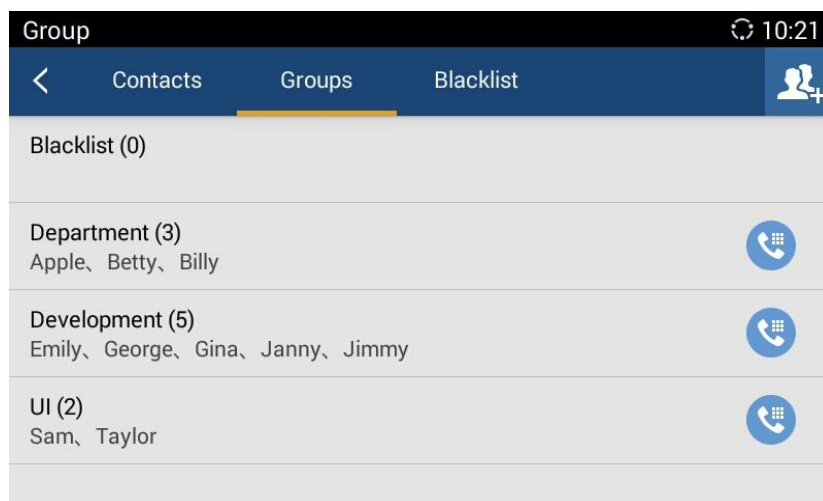 Group 10:21
Contacts Groups Blacklist
Blacklist (0)
Department (3)
Apple、Betty、Billy
Development (5)
Emily、George、Gina、Janny、Jimmy
UI (2)
Sam、Taylor